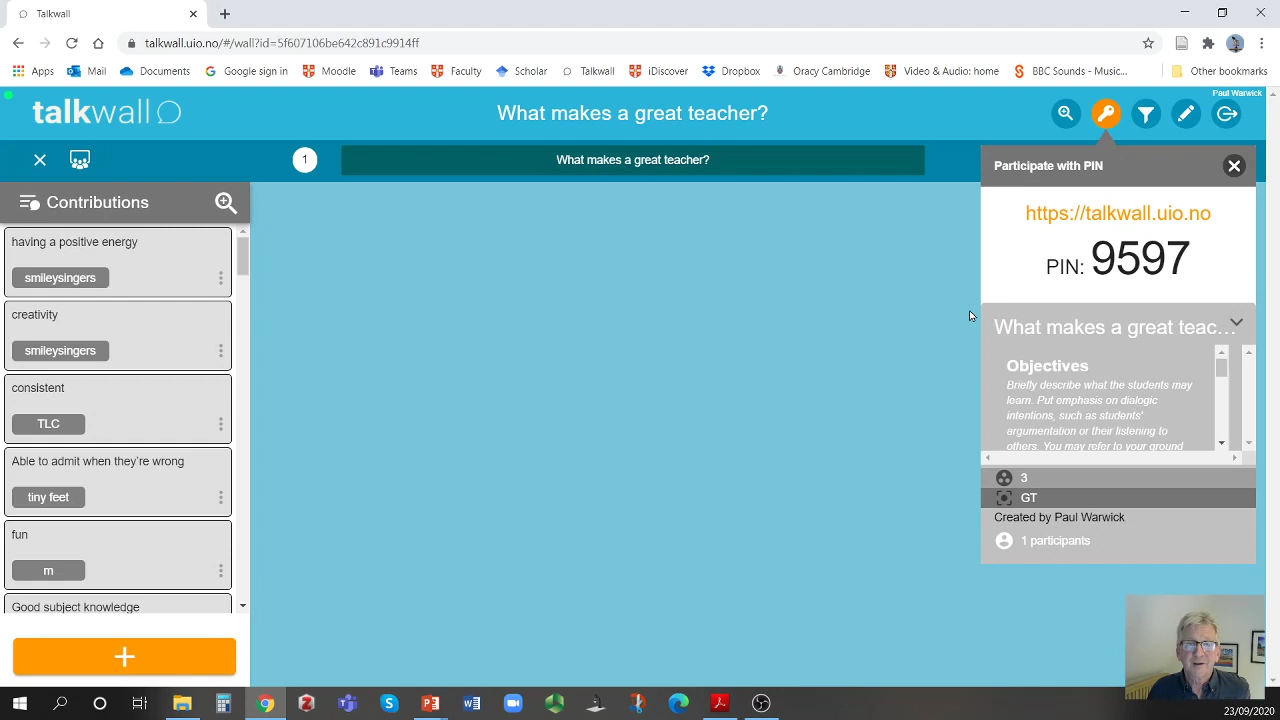 Talkwall
talkwall.uio.no/#/wall?id=5f607106be642c891c9914ff
Apps Mail Documents Google sign in Moodle Teams Faculty Scholar Talkwall iDiscover Dropbox Oracy Cambridge Video & Audio: home BBC Sounds - Music... Other bookmarks
Paul Warwick
talkwall
What makes a great teacher?
1
What makes a great teacher?
Participate with PIN
https://talkwall.uio.no
PIN: 9597
What makes a great teac...
Objectives
Briefly describe what the students may
learn. Put emphasis on dialogic
intentions, such as students'
argumentation or their listening to
others. You may refer to your ground
3
GT
Created by Paul Warwick
1 participants
Contributions
having a positive energy
smileysingers
creativity
smileysingers
consistent
TLC
Able to admit when they're wrong
tiny feet
fun
m
Good subject knowledge
23/09/2020